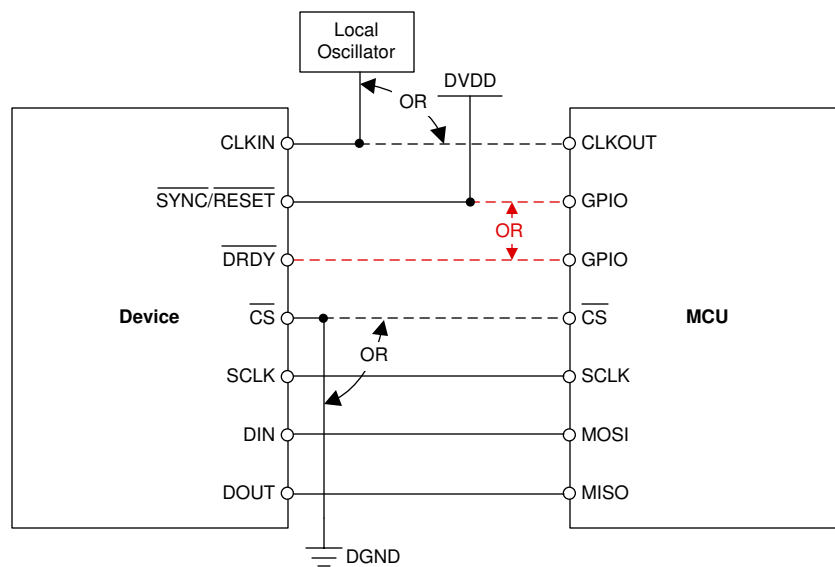 Local
Oscillator
DVDD
OR
CLKIN
CLKOUT
SYNC/RESET
GPIO
OR
DRDY
GPIO
Device
CS
CS
MCU
OR
SCLK
SCLK
DIN
MOSI
DOUT
MISO
DGND